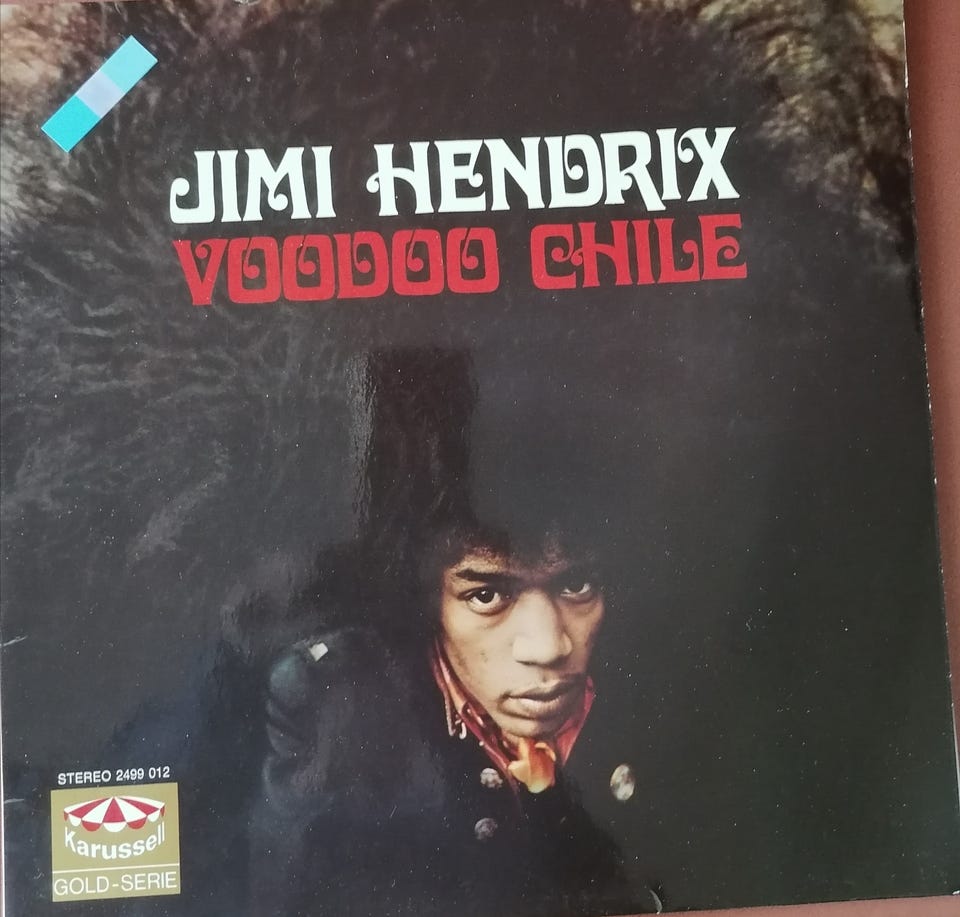 JIMI HENDRIX
VOODOO CHILE
STEREO 2499 012
Karussell
GOLD-SERIE